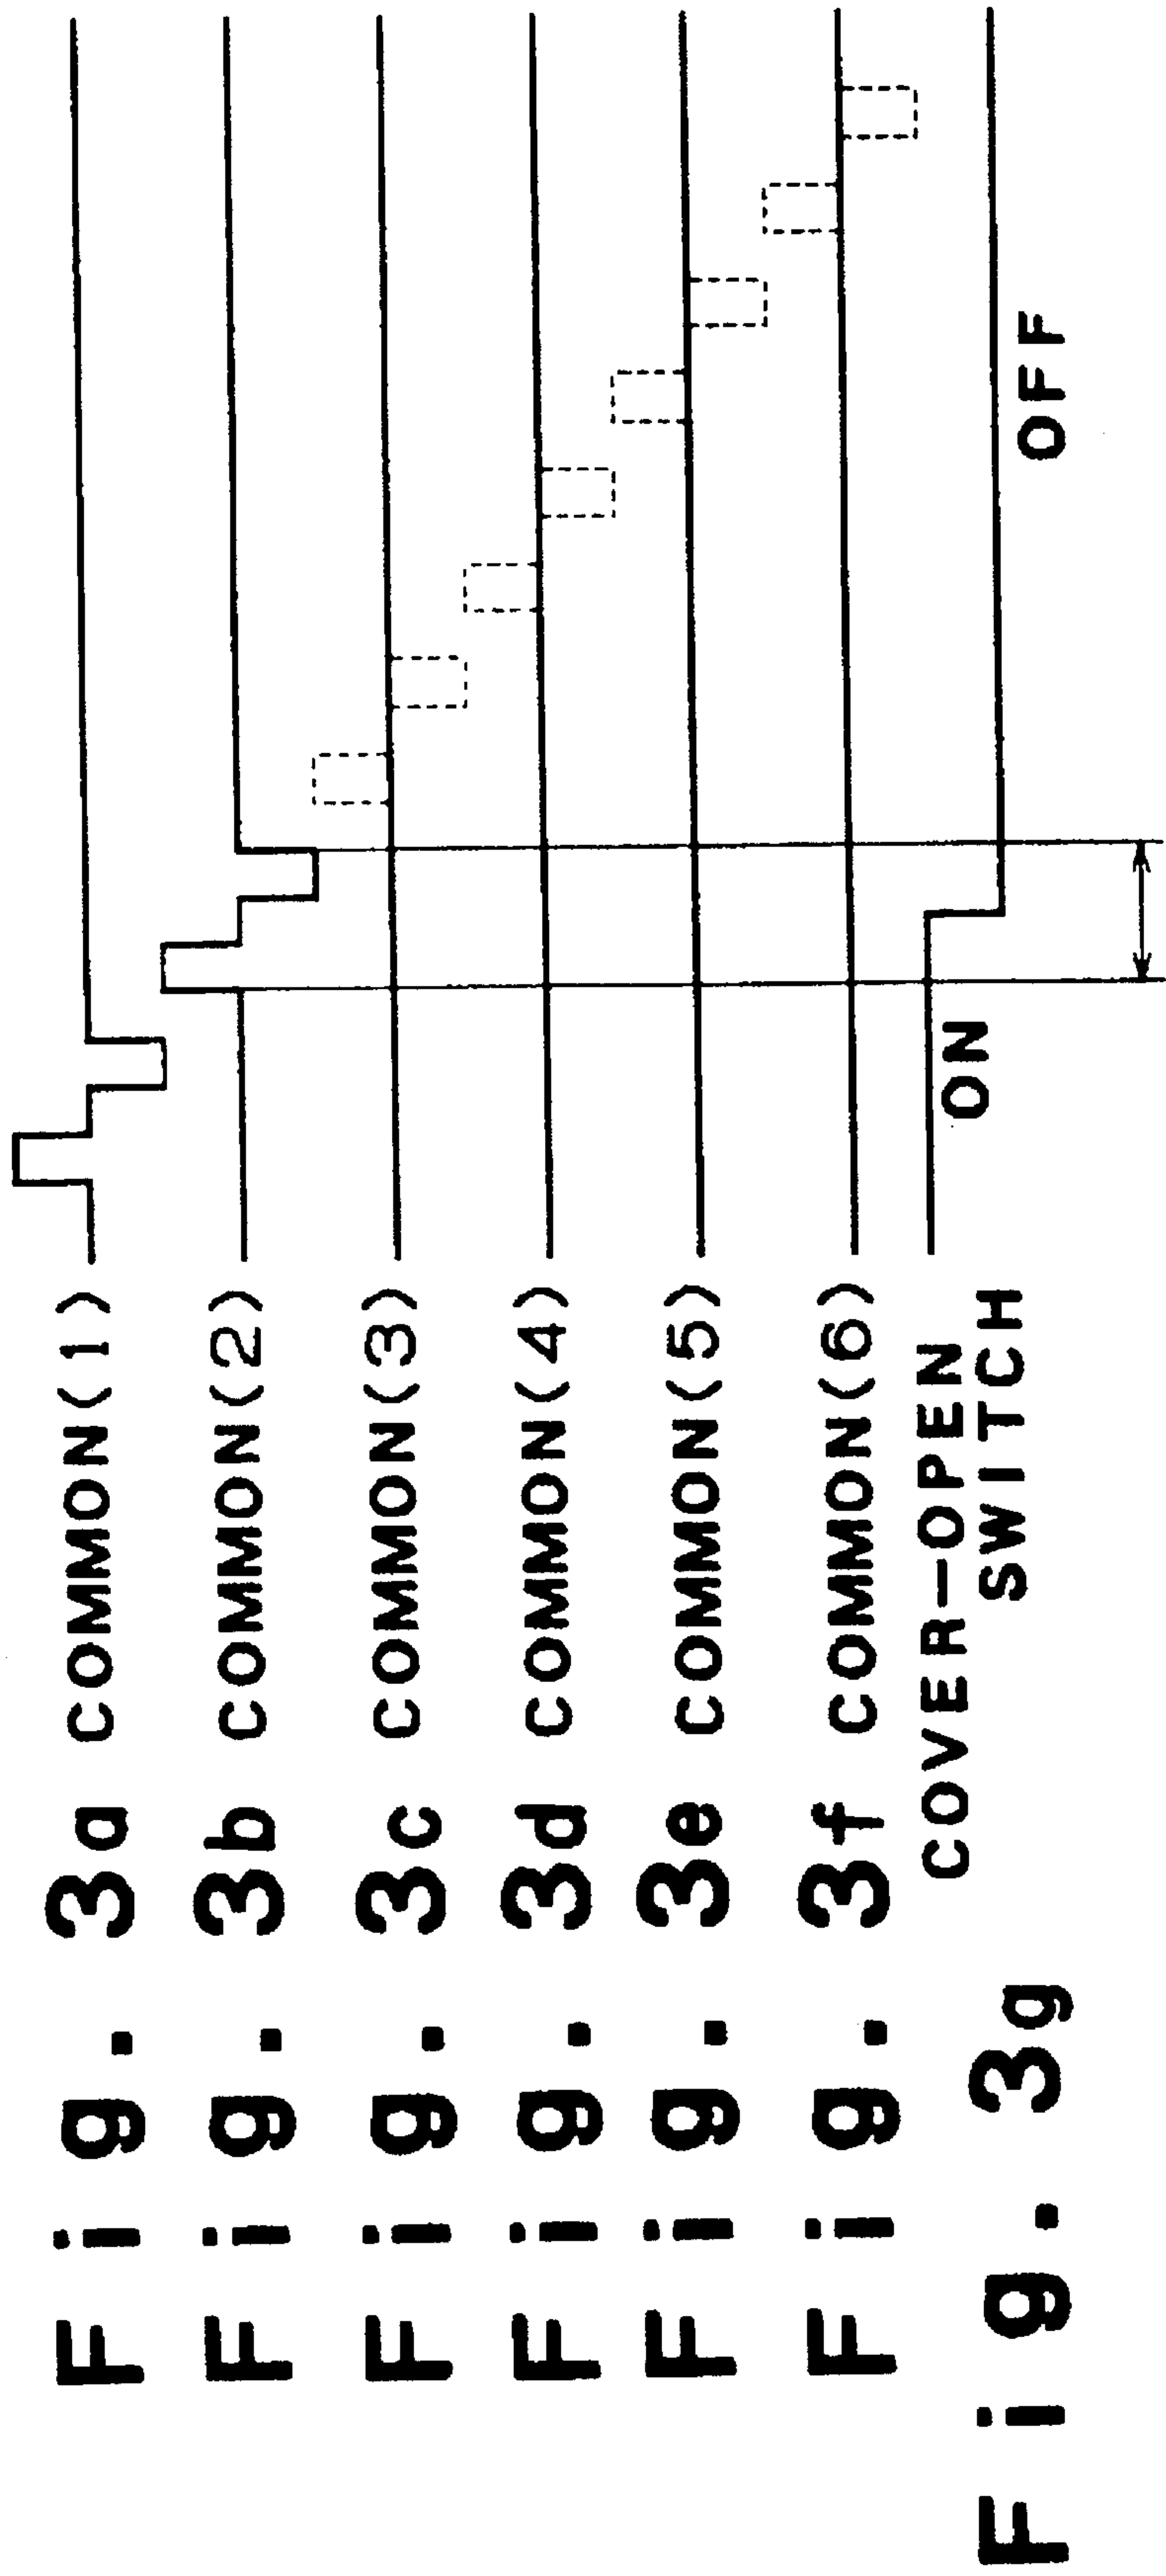 Fig. 3a COMMON(1)
Fig. 3b COMMON(2)
Fig. 3c COMMON(3)
Fig. 3d COMMON(4)
Fig. 3e COMMON(5)
Fig. 3f COMMON(6)
Fig. 3g COVER-OPEN
SWITCH
ON
OFF